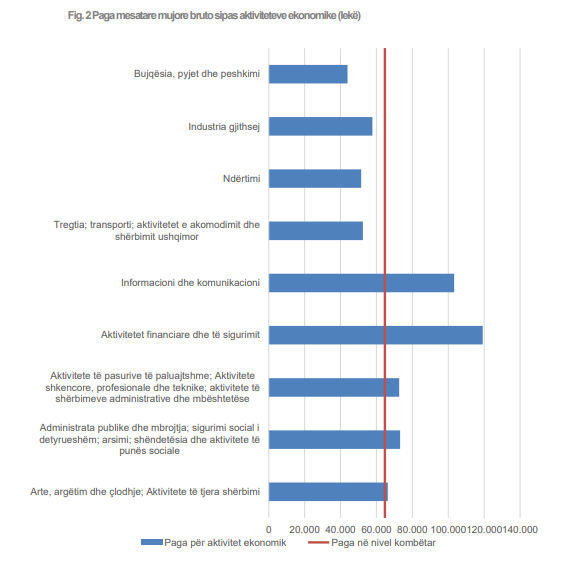 Fig. 2 Paga mesatare mujore bruto sipas aktiviteteve ekonomike (lekë)
Bujqësia, pyjet dhe peshkimi
Industria gjithsej
Ndërtimi
Tregtia; transporti; aktivitetet e akomodimit dhe
shërbimit ushqimor
Informacioni dhe komunikacioni
Aktivitetet financiare dhe të sigurimit
Aktivitete të pasurive të paluajtshme; Aktivitete
shkencore, profesionale dhe teknike; aktivitete të
shërbimeve administrative dhe mbështetëse
Administrata publike dhe mbrojtja; sigurimi social i
detyrueshëm; arsimi; shëndetësia dhe aktivitete të
punës sociale
Arte, argëtim dhe çlodhje; Aktivitete të tjera shërbimi
0 20.000 40.000 60.000 80.000 100.000 120.000 140.000
Paga për aktivitet ekonomik Paga në nivel kombëtar